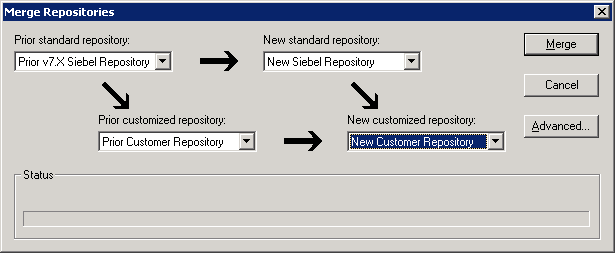 Merge Repositories
Prior standard repository:
New standard repository:
Prior v7.X Siebel Repository
New Siebel Repository
Merge
Cancel
Prior customized repository:
New customized repository:
Advanced...
Prior Customer Repository
New Customer Repository
Status